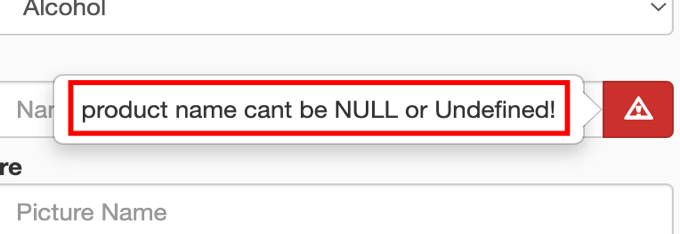 Alcohol
Nar
product name cant be NULL or Undefined!
re
Picture Name